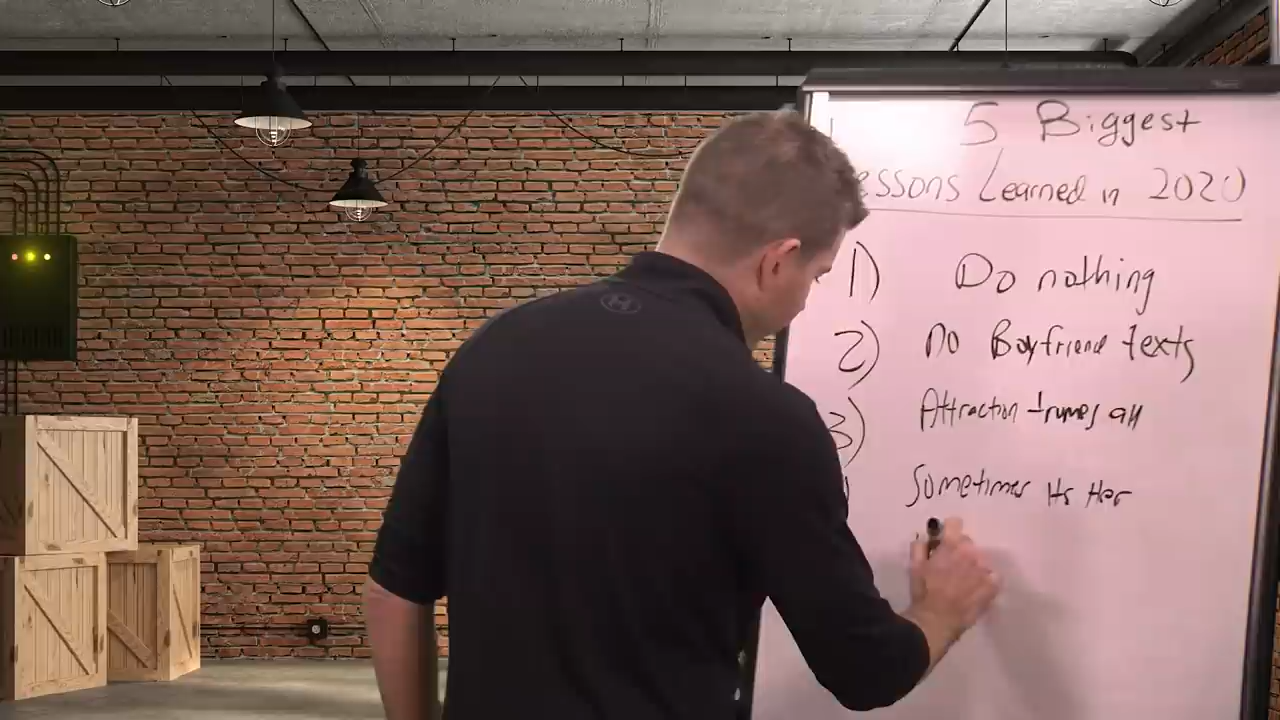 5 Biggest
essons Learned in 2020
1) Do nothing
2) no Boyfriend texts
3) Attraction trumps all
) Sometimes its Her